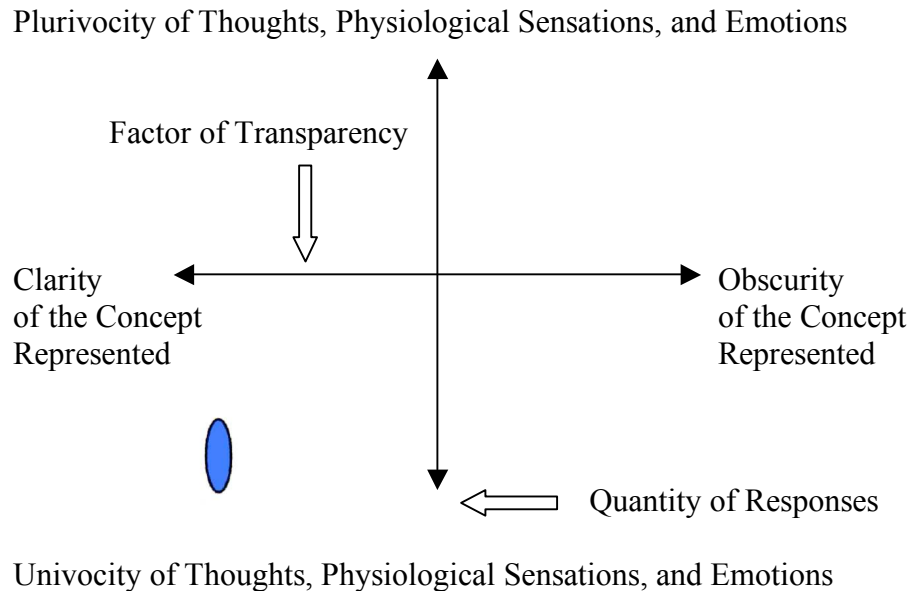 Plurivocity of Thoughts, Physiological Sensations, and Emotions
Factor of Transparency
Clarity
of the Concept
Represented
Obscurity
of the Concept
Represented
Quantity of Responses
Univocity of Thoughts, Physiological Sensations, and Emotions